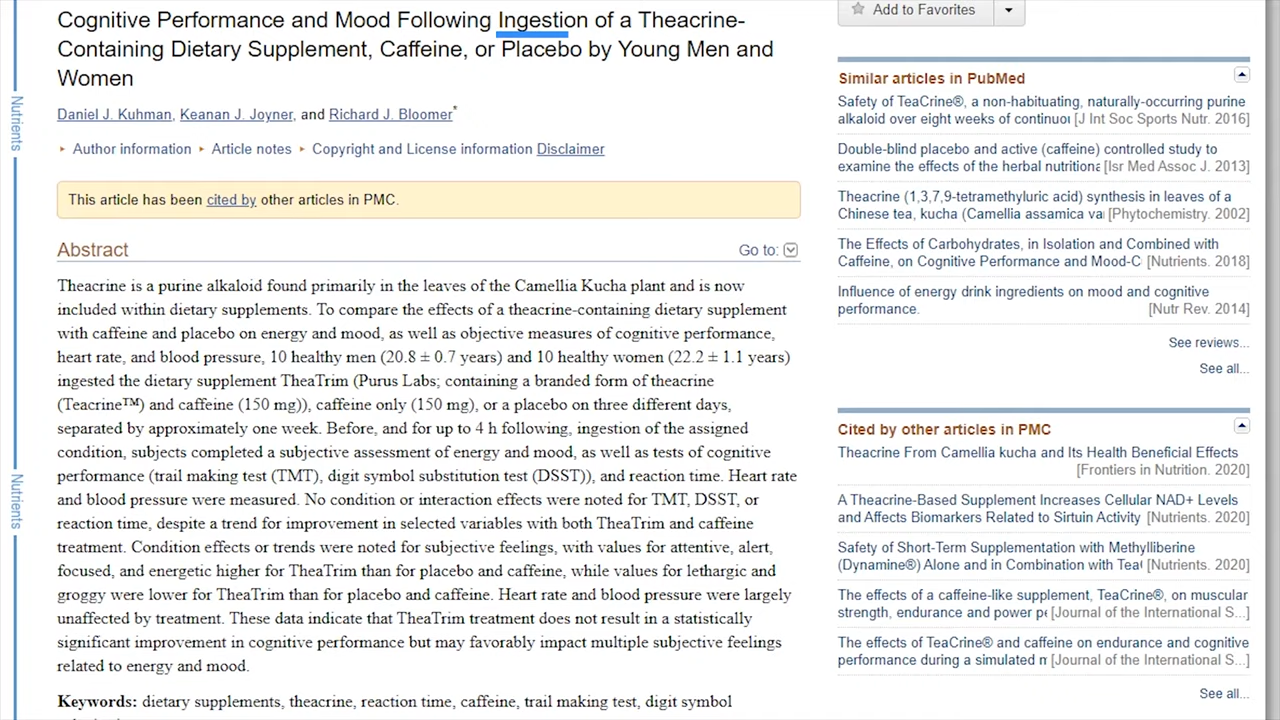 Cognitive Performance and Mood Following Ingestion of a Theacrine-
Containing Dietary Supplement, Caffeine, or Placebo by Young Men and
Women
Daniel J. Kuhman, Keanan J. Joyner, and Richard J. Bloomer*
▸ Author information ▸ Article notes ▸ Copyright and License information Disclaimer
This article has been cited by other articles in PMC.
Abstract
Go to:
Theacrine is a purine alkaloid found primarily in the leaves of the Camellia Kucha plant and is now
included within dietary supplements. To compare the effects of a theacrine-containing dietary supplement
with caffeine and placebo on energy and mood, as well as objective measures of cognitive performance,
heart rate, and blood pressure, 10 healthy men (20.8 ± 0.7 years) and 10 healthy women (22.2 ± 1.1 years)
ingested the dietary supplement TheaTrim (Purus Labs; containing a branded form of theacrine
(Teacrine™) and caffeine (150 mg)), caffeine only (150 mg), or a placebo on three different days,
separated by approximately one week. Before, and for up to 4 h following, ingestion of the assigned
condition, subjects completed a subjective assessment of energy and mood, as well as tests of cognitive
performance (trail making test (TMT), digit symbol substitution test (DSST)), and reaction time. Heart rate
and blood pressure were measured. No condition or interaction effects were noted for TMT, DSST, or
reaction time, despite a trend for improvement in selected variables with both TheaTrim and caffeine
treatment. Condition effects or trends were noted for subjective feelings, with values for attentive, alert,
focused, and energetic higher for TheaTrim than for placebo and caffeine, while values for lethargic and
groggy were lower for TheaTrim than for placebo and caffeine. Heart rate and blood pressure were largely
unaffected by treatment. These data indicate that TheaTrim treatment does not result in a statistically
significant improvement in cognitive performance but may favorably impact multiple subjective feelings
related to energy and mood.
Keywords: dietary supplements, theacrine, reaction time, caffeine, trail making test, digit symbol
Nutrients
Nutrients
Add to Favorites
Similar articles in PubMed
Safety of TeaCrine®, a non-habituating, naturally-occurring purine
alkaloid over eight weeks of continuou [J Int Soc Sports Nutr. 2016]
Double-blind placebo and active (caffeine) controlled study to
examine the effects of the herbal nutritiona [Isr Med Assoc J. 2013]
Theacrine (1,3,7,9-tetramethyluric acid) synthesis in leaves of a
Chinese tea, kucha (Camellia assamica va [Phytochemistry. 2002]
The Effects of Carbohydrates, in Isolation and Combined with
Caffeine, on Cognitive Performance and Mood-C [Nutrients. 2018]
Influence of energy drink ingredients on mood and cognitive
performance. [Nutr Rev. 2014]
See reviews...
See all...
Cited by other articles in PMC
Theacrine From Camellia kucha and Its Health Beneficial Effects
[Frontiers in Nutrition. 2020]
A Theacrine-Based Supplement Increases Cellular NAD+ Levels
and Affects Biomarkers Related to Sirtuin Activity [Nutrients. 2020]
Safety of Short-Term Supplementation with Methylliberine
(Dynamine®) Alone and in Combination with Tea [Nutrients. 2020]
The effects of a caffeine-like supplement, TeaCrine®, on muscular
strength, endurance and power pe [Journal of the International S...]
The effects of TeaCrine® and caffeine on endurance and cognitive
performance during a simulated m [Journal of the International S...]
See all...